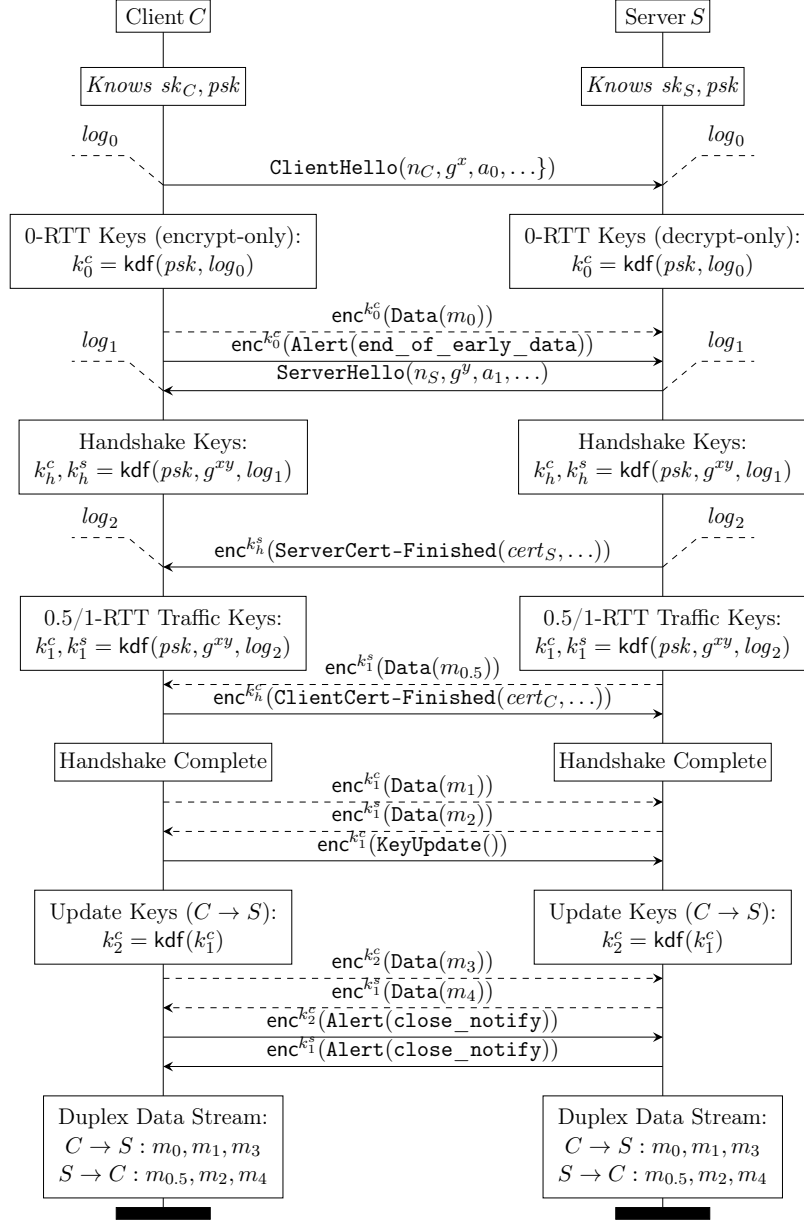 Client C Server S
Knows sk_C, psk Knows sk_S, psk
log_0 log_0
ClientHello(n_C, g^x, a_0, …})
0-RTT Keys (encrypt-only): 0-RTT Keys (decrypt-only):
k_0^c = kdf(psk, log_0) k_0^c = kdf(psk, log_0)
enc^{k_0^c}(Data(m_0))
enc^{k_0^c}(Alert(end_of_early_data))
log_1 log_1
ServerHello(n_S, g^y, a_1, …)
Handshake Keys: Handshake Keys:
k_h^c, k_h^s = kdf(psk, g^{xy}, log_1) k_h^c, k_h^s = kdf(psk, g^{xy}, log_1)
log_2 log_2
enc^{k_h^s}(ServerCert-Finished(cert_S, …))
0.5/1-RTT Traffic Keys: 0.5/1-RTT Traffic Keys:
k_1^c, k_1^s = kdf(psk, g^{xy}, log_2) k_1^c, k_1^s = kdf(psk, g^{xy}, log_2)
enc^{k_1^s}(Data(m_{0.5}))
enc^{k_h^c}(ClientCert-Finished(cert_C, …))
Handshake Complete Handshake Complete
enc^{k_1^c}(Data(m_1))
enc^{k_1^s}(Data(m_2))
enc^{k_1^c}(KeyUpdate())
Update Keys (C → S): Update Keys (C → S):
k_2^c = kdf(k_1^c) k_2^c = kdf(k_1^c)
enc^{k_2^c}(Data(m_3))
enc^{k_1^s}(Data(m_4))
enc^{k_2^c}(Alert(close_notify))
enc^{k_1^s}(Alert(close_notify))
Duplex Data Stream: Duplex Data Stream:
C → S : m_0, m_1, m_3 C → S : m_0, m_1, m_3
S → C : m_{0.5}, m_2, m_4 S → C : m_{0.5}, m_2, m_4